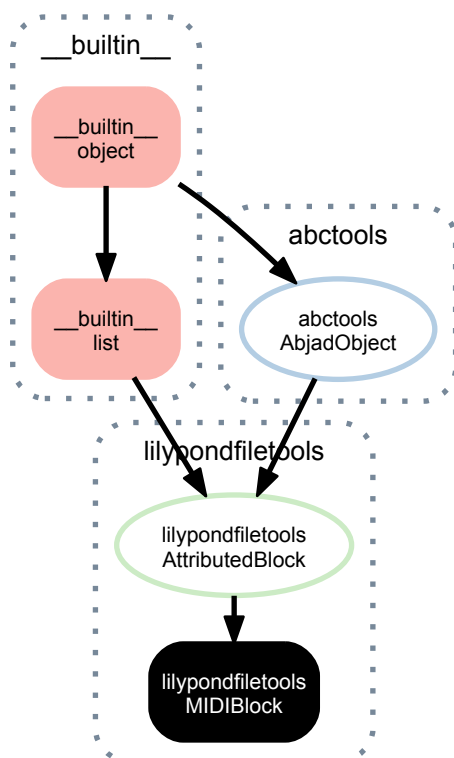 __builtin__
__builtin__
object
abctools
__builtin__
list
abctools
AbjadObject
lilypondfiletools
lilypondfiletools
AttributedBlock
lilypondfiletools
MIDIBlock